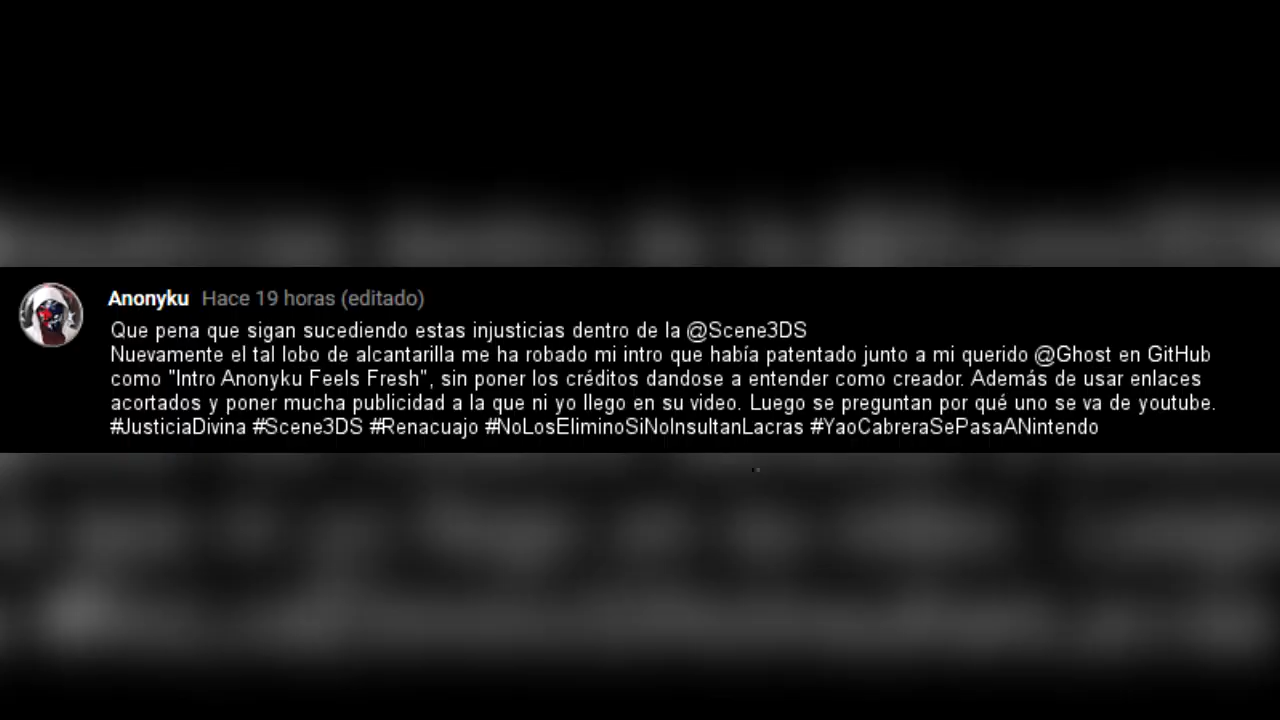 Anonyku Hace 19 horas (editado)
Que pena que sigan sucediendo estas injusticias dentro de la @Scene3DS
Nuevamente el tal lobo de alcantarilla me ha robado mi intro que había patentado junto a mi querido @Ghost en GitHub
como "Intro Anonyku Feels Fresh", sin poner los créditos dandose a entender como creador. Además de usar enlaces
acortados y poner mucha publicidad a la que ni yo llego en su video. Luego se preguntan por qué uno se va de youtube.
#JusticiaDivina #Scene3DS #Renacuajo #NoLosEliminoSiNoInsultanLacras #YaoCabreraSePasaANintendo